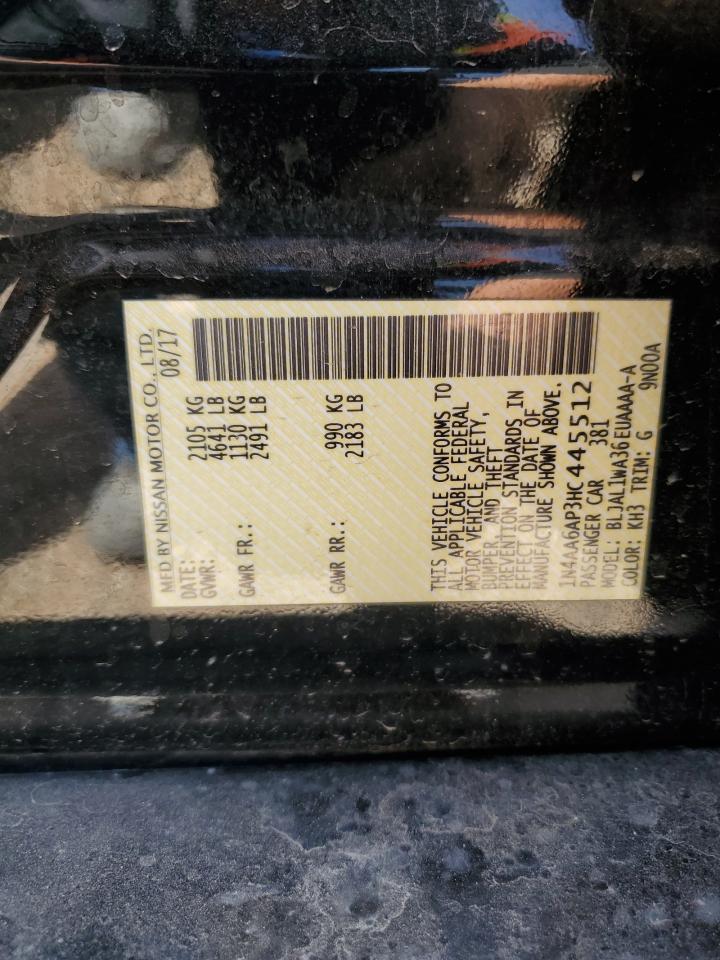 MFD BY NISSAN MOTOR CO., LTD.
DATE: 08/17
GVWR: 2105 KG
4641 LB
GAWR FR.: 1130 KG
2491 LB
GAWR RR.: 990 KG
2183 LB
THIS VEHICLE CONFORMS TO
ALL APPLICABLE FEDERAL
MOTOR VEHICLE SAFETY,
BUMPER, AND THEFT
PREVENTION STANDARDS IN
EFFECT ON THE DATE OF
MANUFACTURE SHOWN ABOVE.
1N4AA6AP3HC445512
PASSENGER CAR 381
MODEL: BLJAL1WA36EUAAAA-A
COLOR: KH3 TRIM: G 9N00A